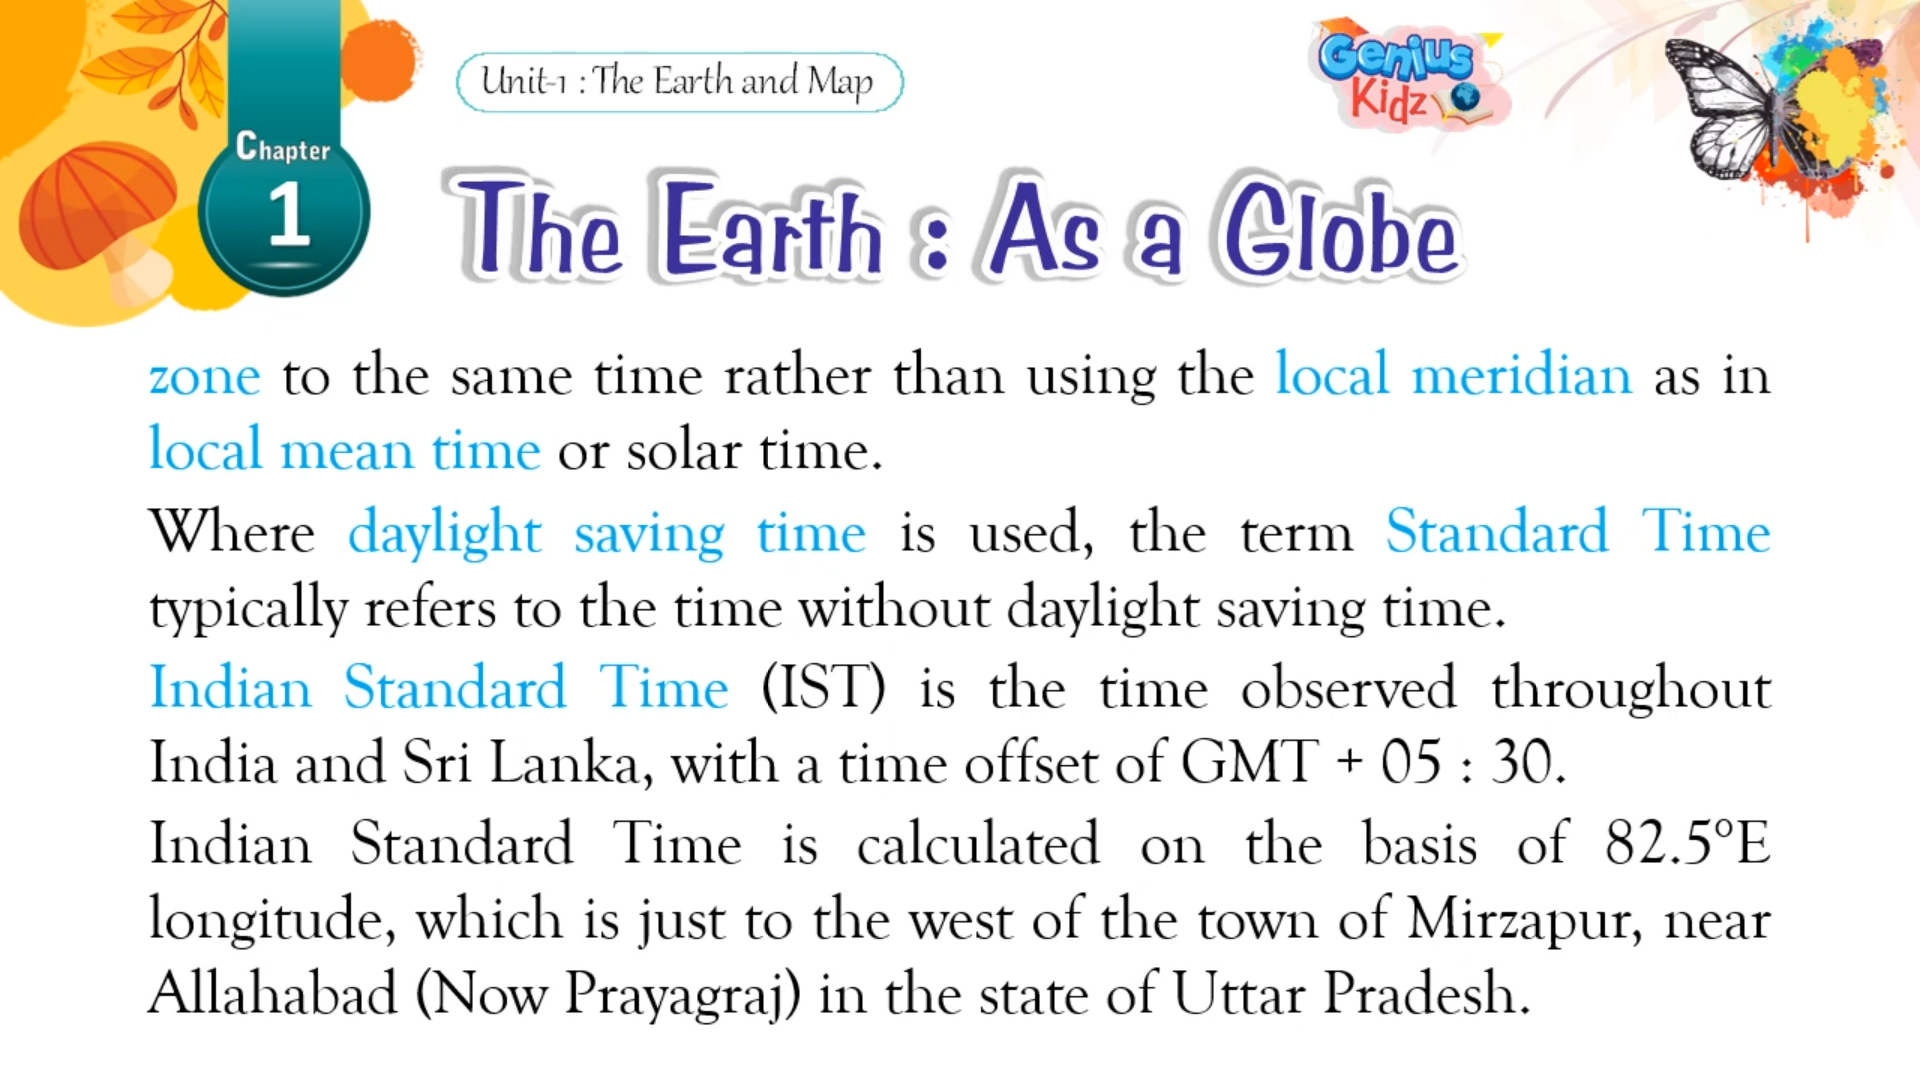 Unit-1 : The Earth and Map
Genius
Kidz
Chapter
1
The Earth : As a Globe
zone to the same time rather than using the local meridian as in
local mean time or solar time.
Where daylight saving time is used, the term Standard Time
typically refers to the time without daylight saving time.
Indian Standard Time (IST) is the time observed throughout
India and Sri Lanka, with a time offset of GMT + 05 : 30.
Indian Standard Time is calculated on the basis of 82.5°E
longitude, which is just to the west of the town of Mirzapur, near
Allahabad (Now Prayagraj) in the state of Uttar Pradesh.